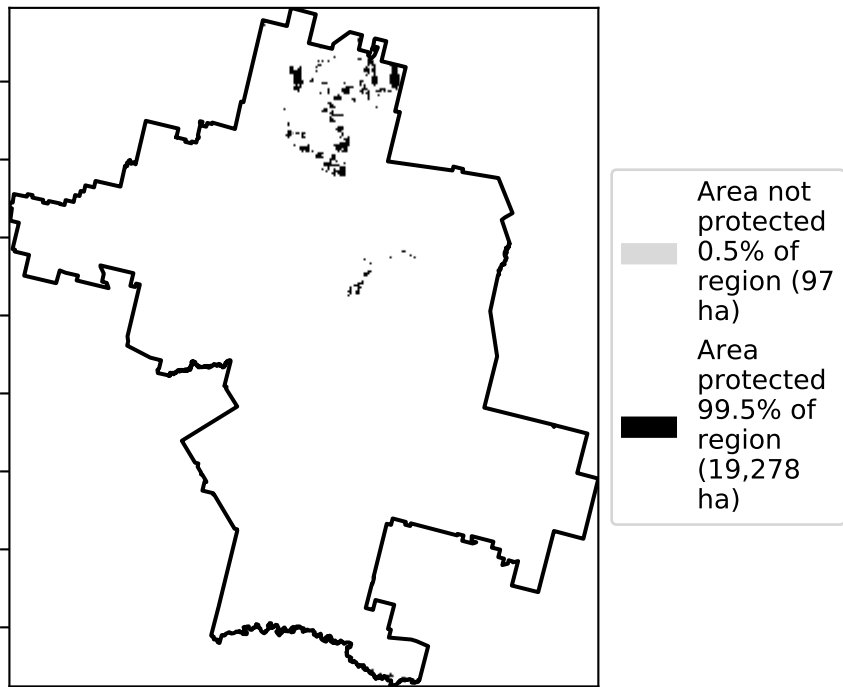 Area not
protected
0.5% of
region (97
ha)
Area
protected
99.5% of
region
(19,278
ha)